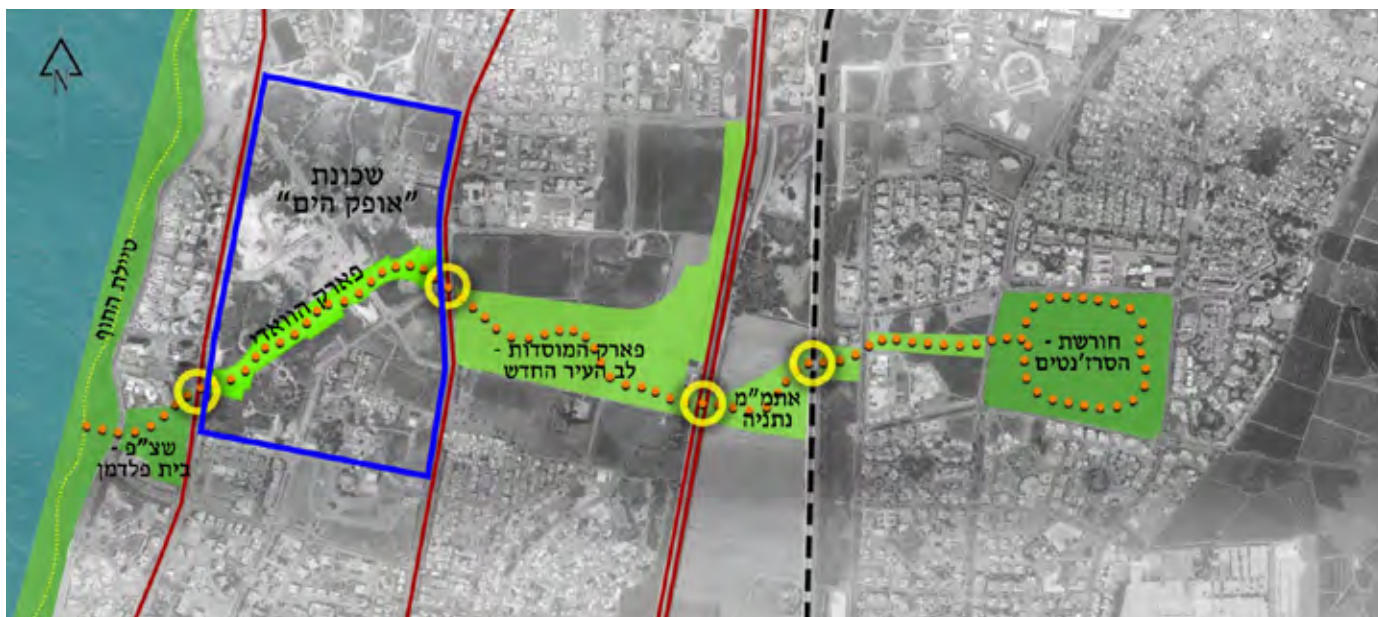 N
שכונת
"אופק הים"
טיילת החוף
פארק הוואדי
פארק המוסדות -
לב העיר החדש
אתמ"מ
נתניה
חורשת -
הסרז'נטים
שצ"פ -
בית פלדמן